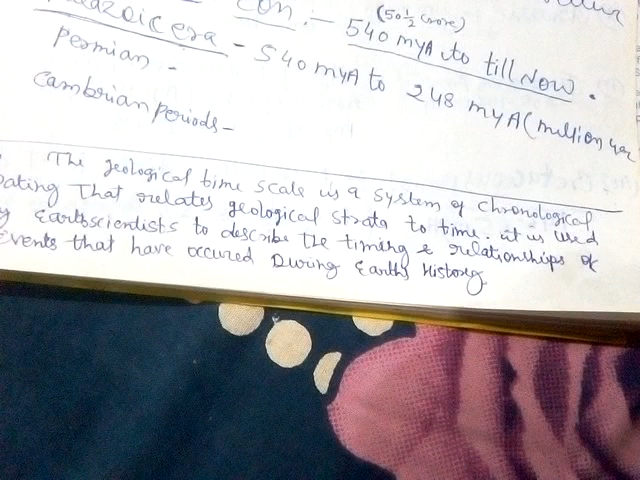 eon :- (50½ crore)
540 mya to till Now.
era - 540 mya to 248 mya (million year
Permian -
Cambrian periods -
The geological time scale is a system of chronological
dating That relates geological strata to time. it is used
by Earthscientists to describe the timing & relationships of
Events that have occured During Earths History